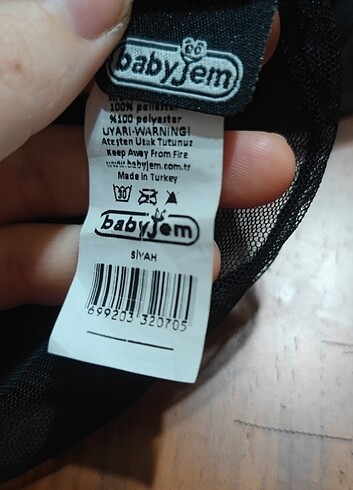 babyjem
100% poliester
%100 polyester
UYARI-WARNING!
Ateşten Uzak Tutunuz
Keep Away From Fire
www.babyjem.com.tr
Made in Turkey
30
babyjem
SİYAH
699203 320705